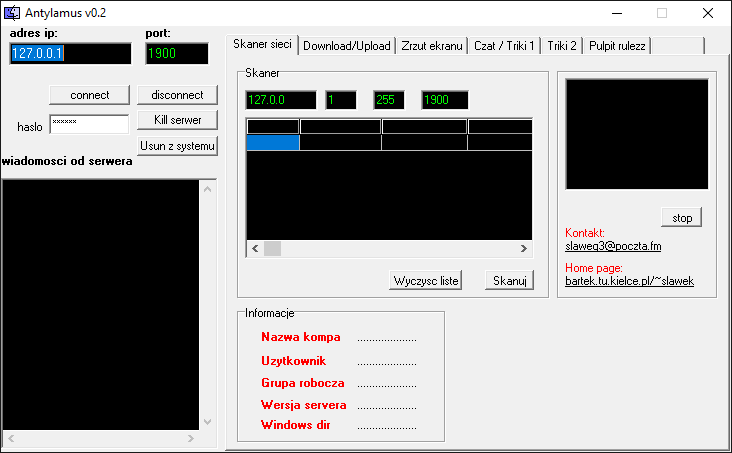 Antylamus v0.2
adres ip: port:
127.0.0.1 1900
connect disconnect
haslo ****** Kill serwer
Usun z systemu
wiadomosci od serwera
Skaner sieci Download/Upload Zrzut ekranu Czat / Triki 1 Triki 2 Pulpit rulezz
Skaner
127.0.0 1 255 1900
Wyczysc liste Skanuj
stop
Kontakt:
slaweg3@poczta.fm
Home page:
bartek.tu.kielce.pl/~slawek
Informacje
Nazwa kompa ....................
Uzytkownik ....................
Grupa robocza ....................
Wersja servera ....................
Windows dir ....................